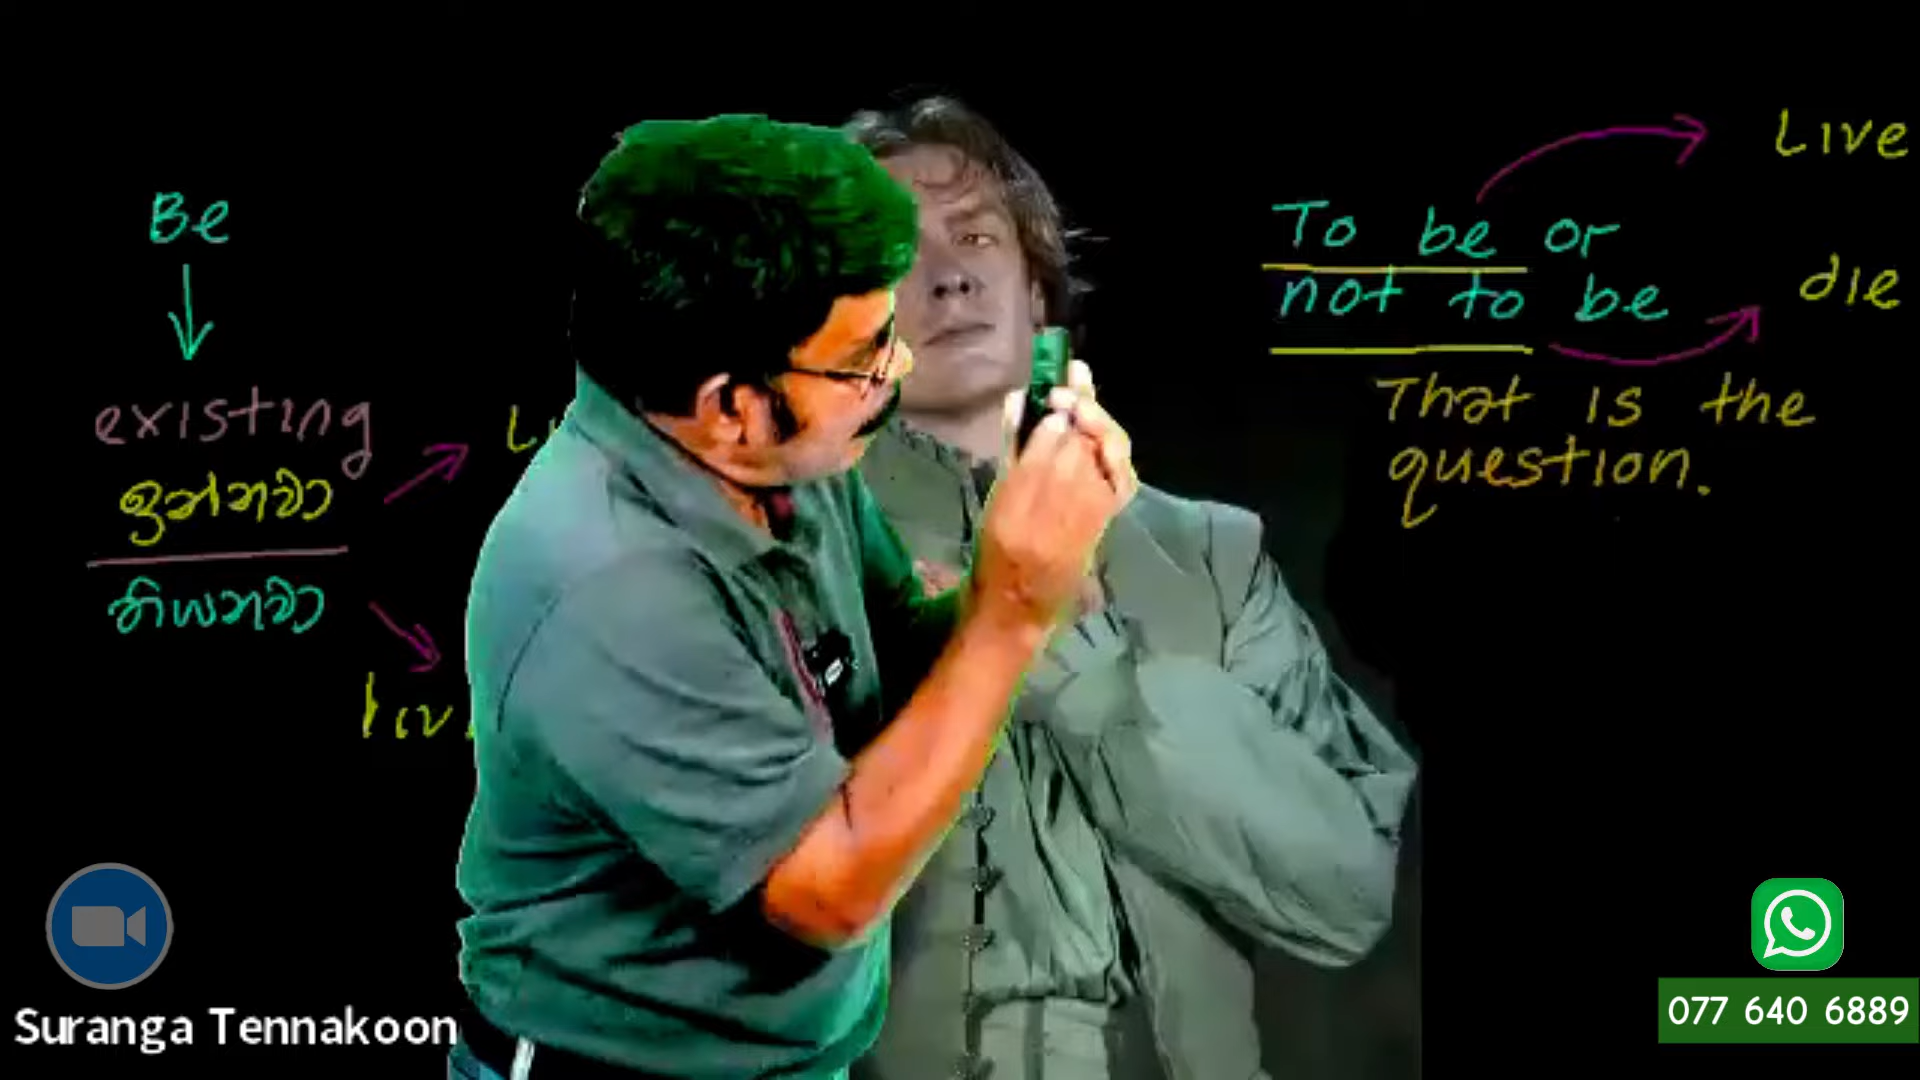 Be
existing
ඉන්නවා
තියනවා
Live
To be or
not to be
die
That is the
question.
Suranga Tennakoon
077 640 6889